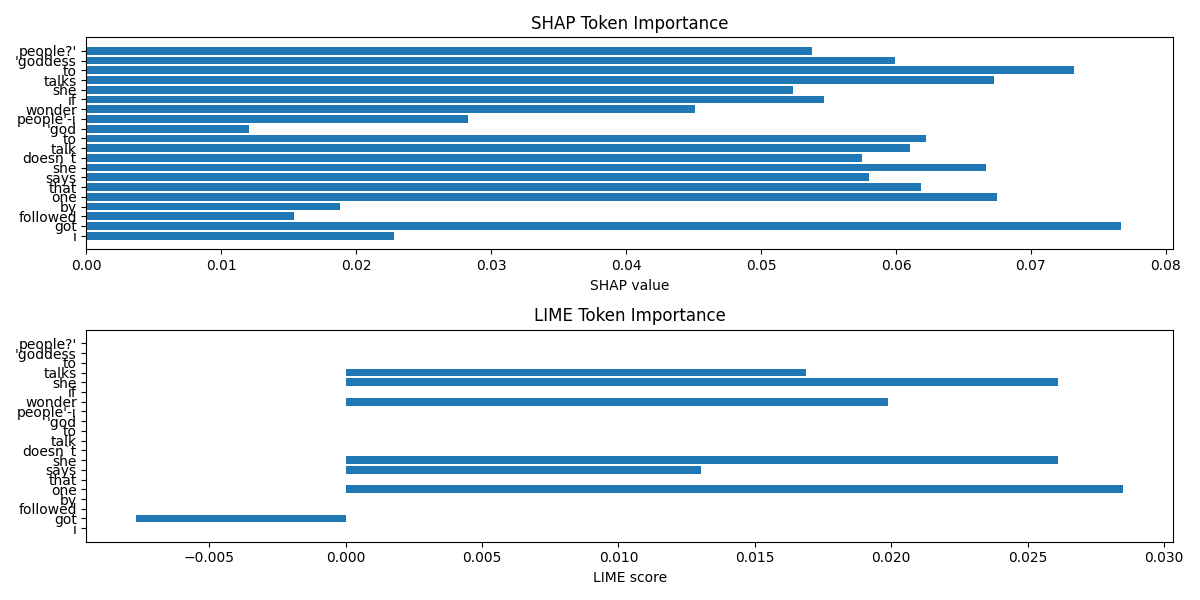 SHAP Token Importance
people?'
'goddess
to
talks
she
if
wonder
people'-i
'god
to
talk
doesn't
she
says
that
one
by
followed
got
i
0.00 0.01 0.02 0.03 0.04 0.05 0.06 0.07 0.08
SHAP value
LIME Token Importance
people?'
'goddess
to
talks
she
if
wonder
people'-i
'god
to
talk
doesn't
she
says
that
one
by
followed
got
i
−0.005 0.000 0.005 0.010 0.015 0.020 0.025 0.030
LIME score